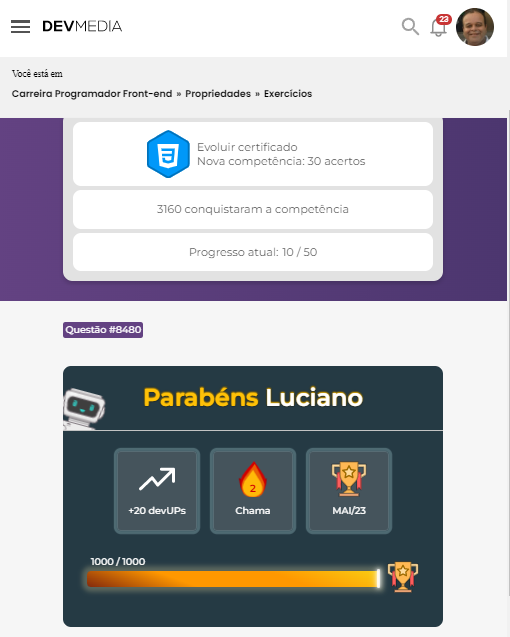 DEVMEDIA
23
Você está em
Carreira Programador Front-end » Propriedades » Exercícios
Evoluir certificado
Nova competência: 30 acertos
3160 conquistaram a competência
Progresso atual: 10 / 50
Questão #8480
Parabéns Luciano
2
+20 devUPs
Chama
MAI/23
1000 / 1000